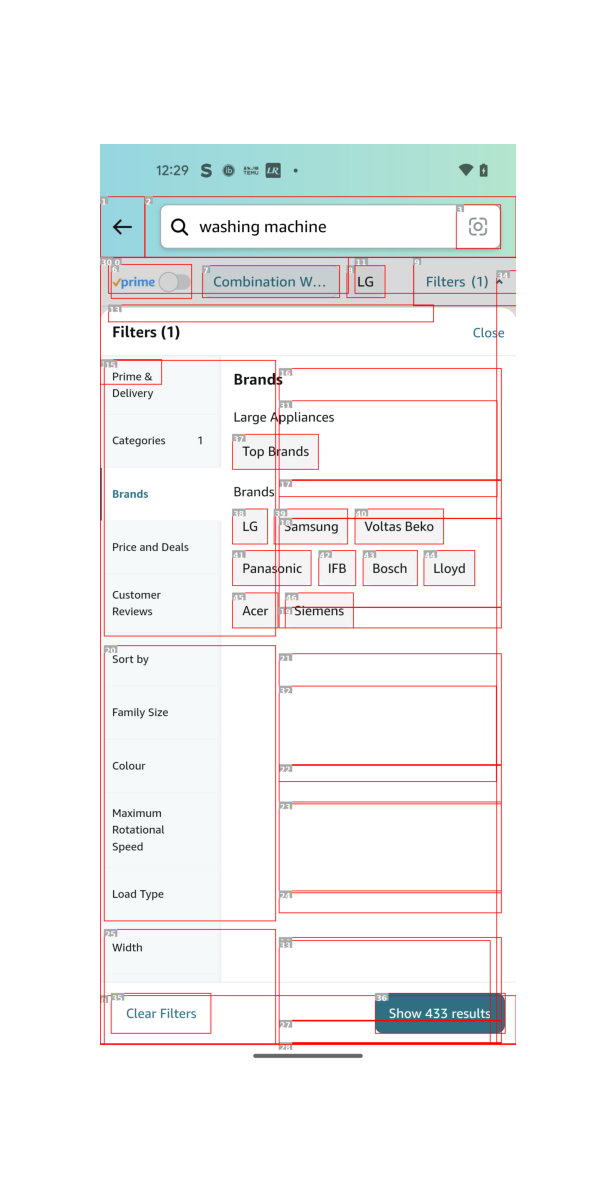 12:29
washing machine
prime
Combination W...
LG
Filters (1)
Filters (1)
Close
Prime &
Delivery
Categories 1
Brands
Price and Deals
Customer
Reviews
Sort by
Family Size
Colour
Maximum
Rotational
Speed
Load Type
Width
Brands
Large Appliances
Top Brands
Brands
LG Samsung Voltas Beko
Panasonic IFB Bosch Lloyd
Acer Siemens
Clear Filters
Show 433 results